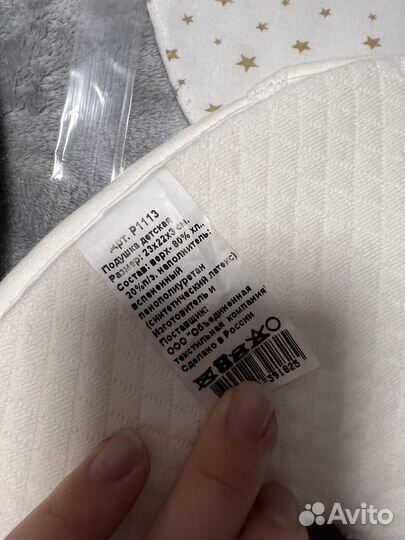 Арт. P1113
Подушка детская
Размер: 23х22х3 см.
Состав: верх- 80% хл.,
20%п/э. наполнитель:
вспененный
пенополиуретан
(синтетический латекс)
Изготовитель и
Поставщик:
ООО "Объединенная
текстильная компания"
Сделано в России
391825
Avito